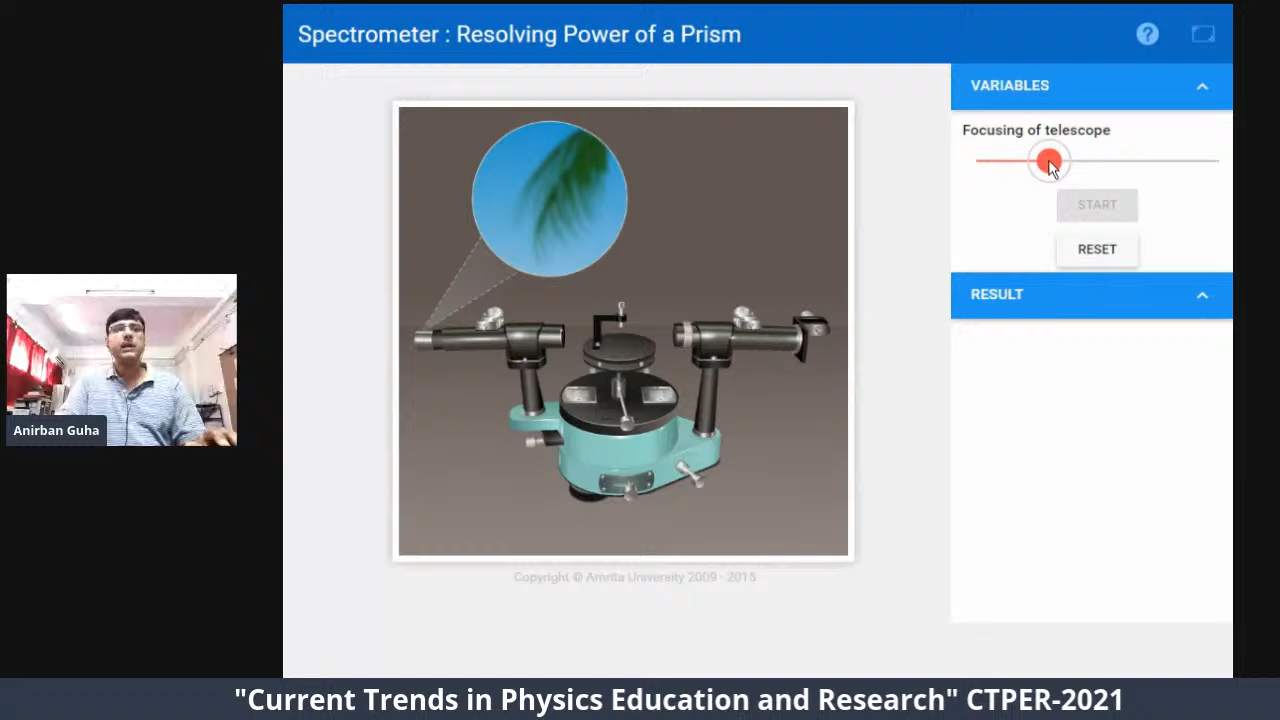 Spectrometer : Resolving Power of a Prism
?
VARIABLES
Focusing of telescope
START
RESET
RESULT
Anirban Guha
Copyright © Amrita University 2009 - 2015
"Current Trends in Physics Education and Research" CTPER-2021